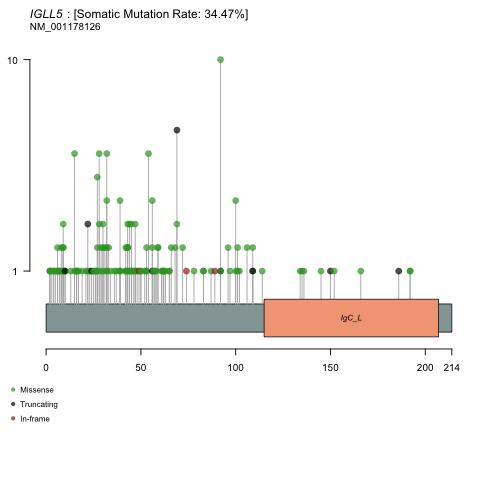 IGLL5 : [Somatic Mutation Rate: 34.47%]
NM_001178126
10
1
IgC_L
0 50 100 150 200 214
Missense
Truncating
In-frame